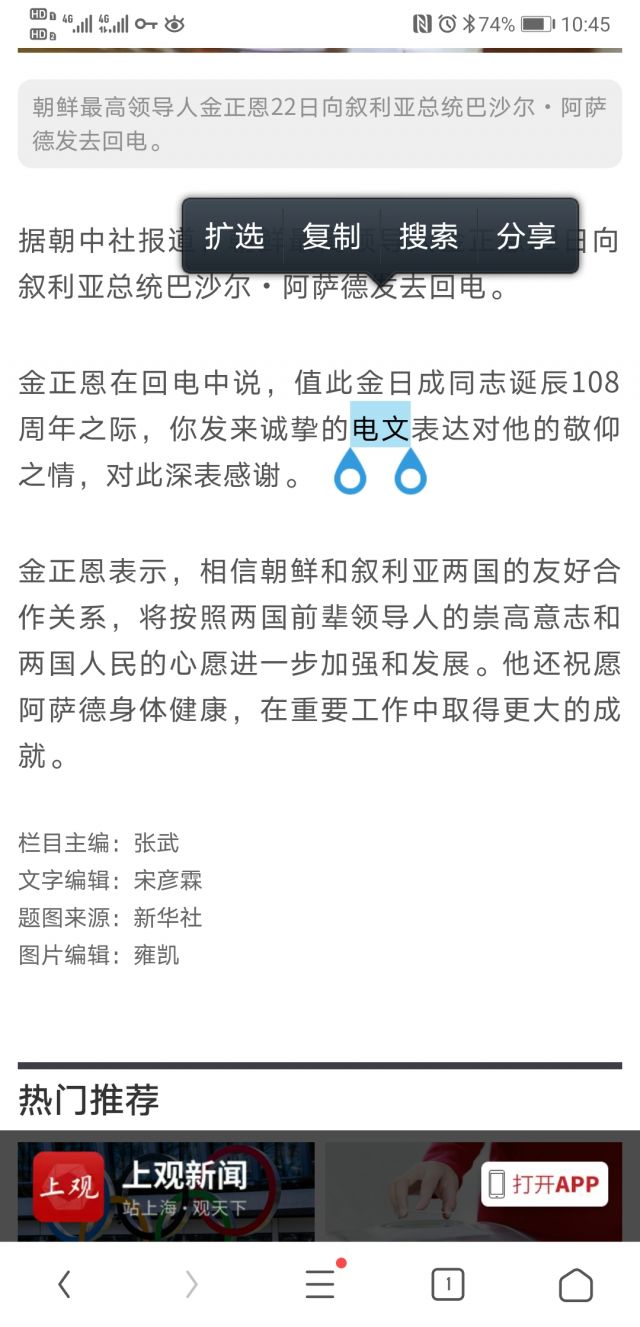 HD 1
HD 2
4G
4G
74%
10:45
朝鲜最高领导人金正恩22日向叙利亚总统巴沙尔·阿萨
德发去回电。
扩选 复制 搜索 分享
据朝中社报道
日向
叙利亚总统巴沙尔·阿萨德发去回电。
金正恩在回电中说，值此金日成同志诞辰108
周年之际，你发来诚挚的电文表达对他的敬仰
之情，对此深表感谢。
金正恩表示，相信朝鲜和叙利亚两国的友好合
作关系，将按照两国前辈领导人的崇高意志和
两国人民的心愿进一步加强和发展。他还祝愿
阿萨德身体健康，在重要工作中取得更大的成
就。
栏目主编：张武
文字编辑：宋彦霖
题图来源：新华社
图片编辑：雍凯
热门推荐
上观
上观新闻
站上海·观天下
打开APP
1